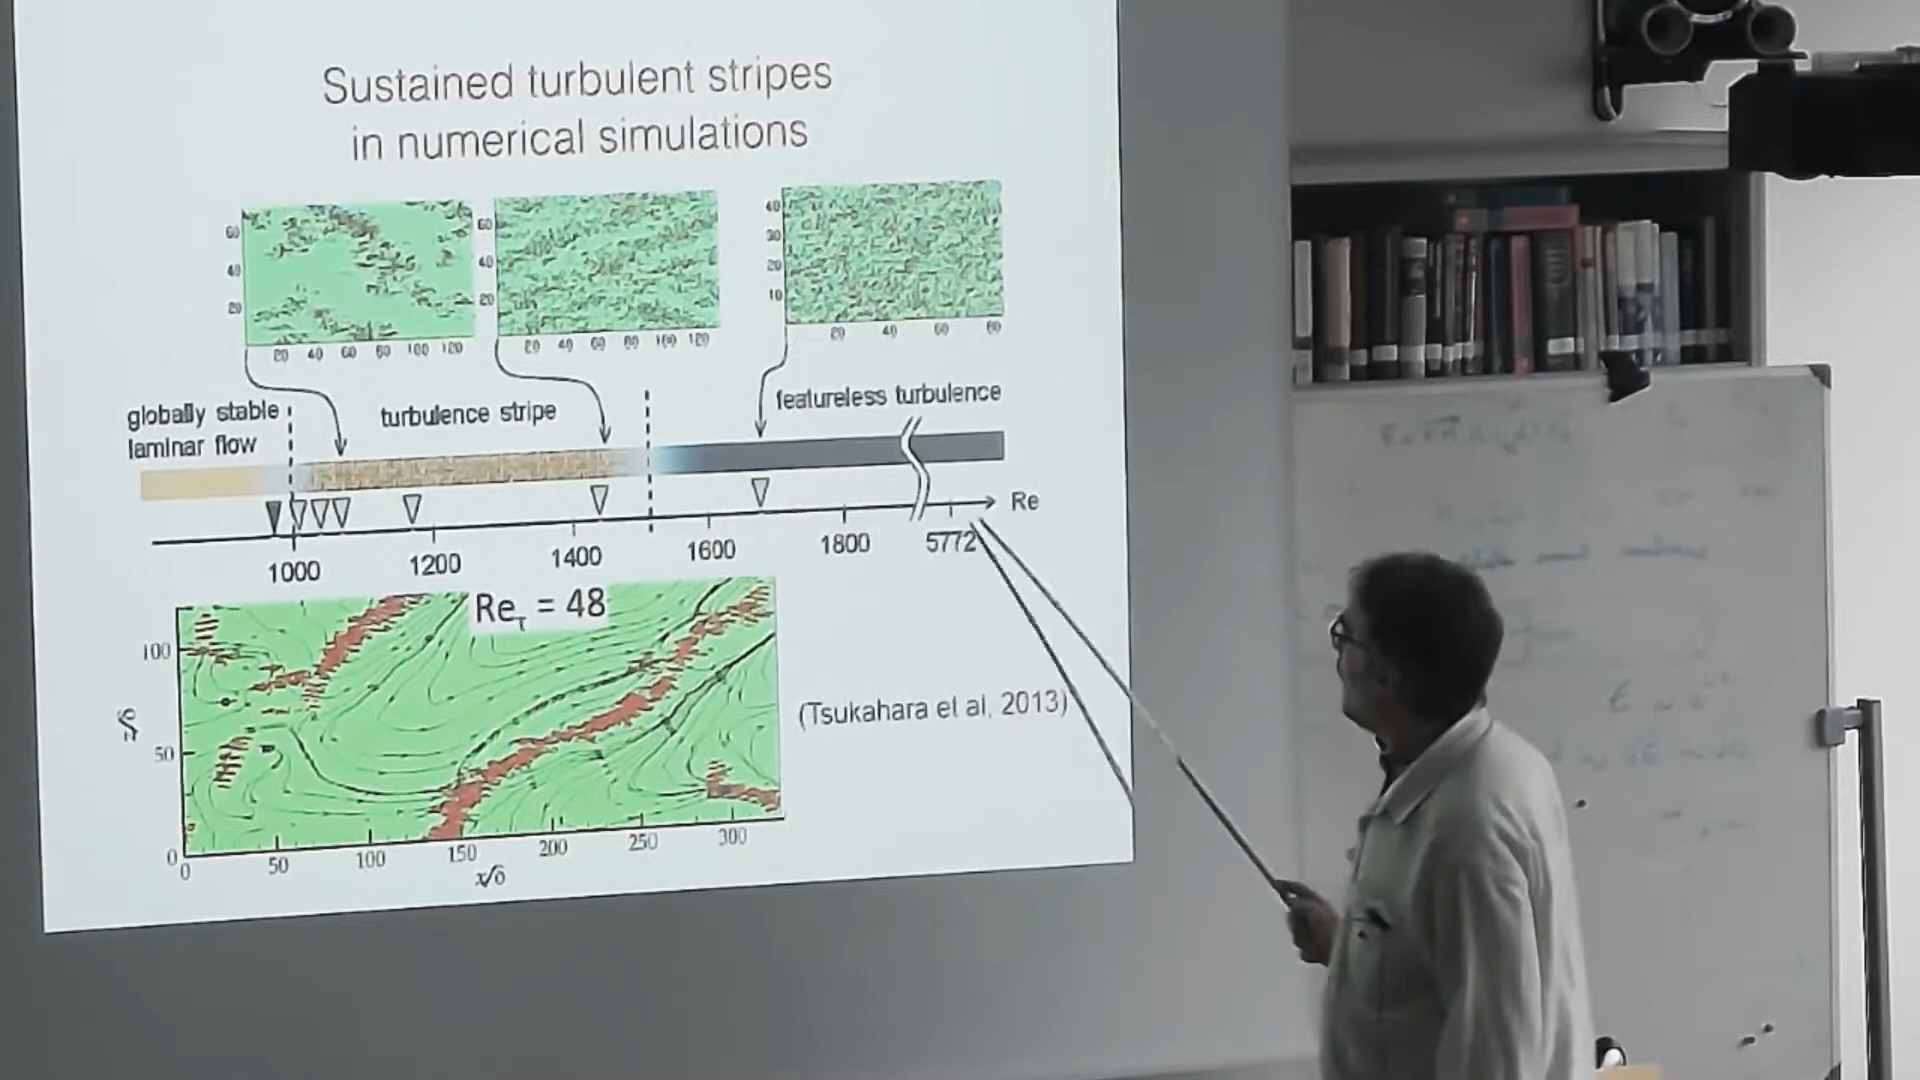 Sustained turbulent stripes
in numerical simulations
60
40
20
20 40 60 80 100 120
60
40
20
20 40 60 80 100 120
40
30
20
10
20 40 60 80
globally stable
laminar flow
turbulence stripe
featureless turbulence
Re
1000 1200 1400 1600 1800 5772
Reτ = 48
100
50
0
0 50 100 150 200 250 300
(Tsukahara et al, 2013)